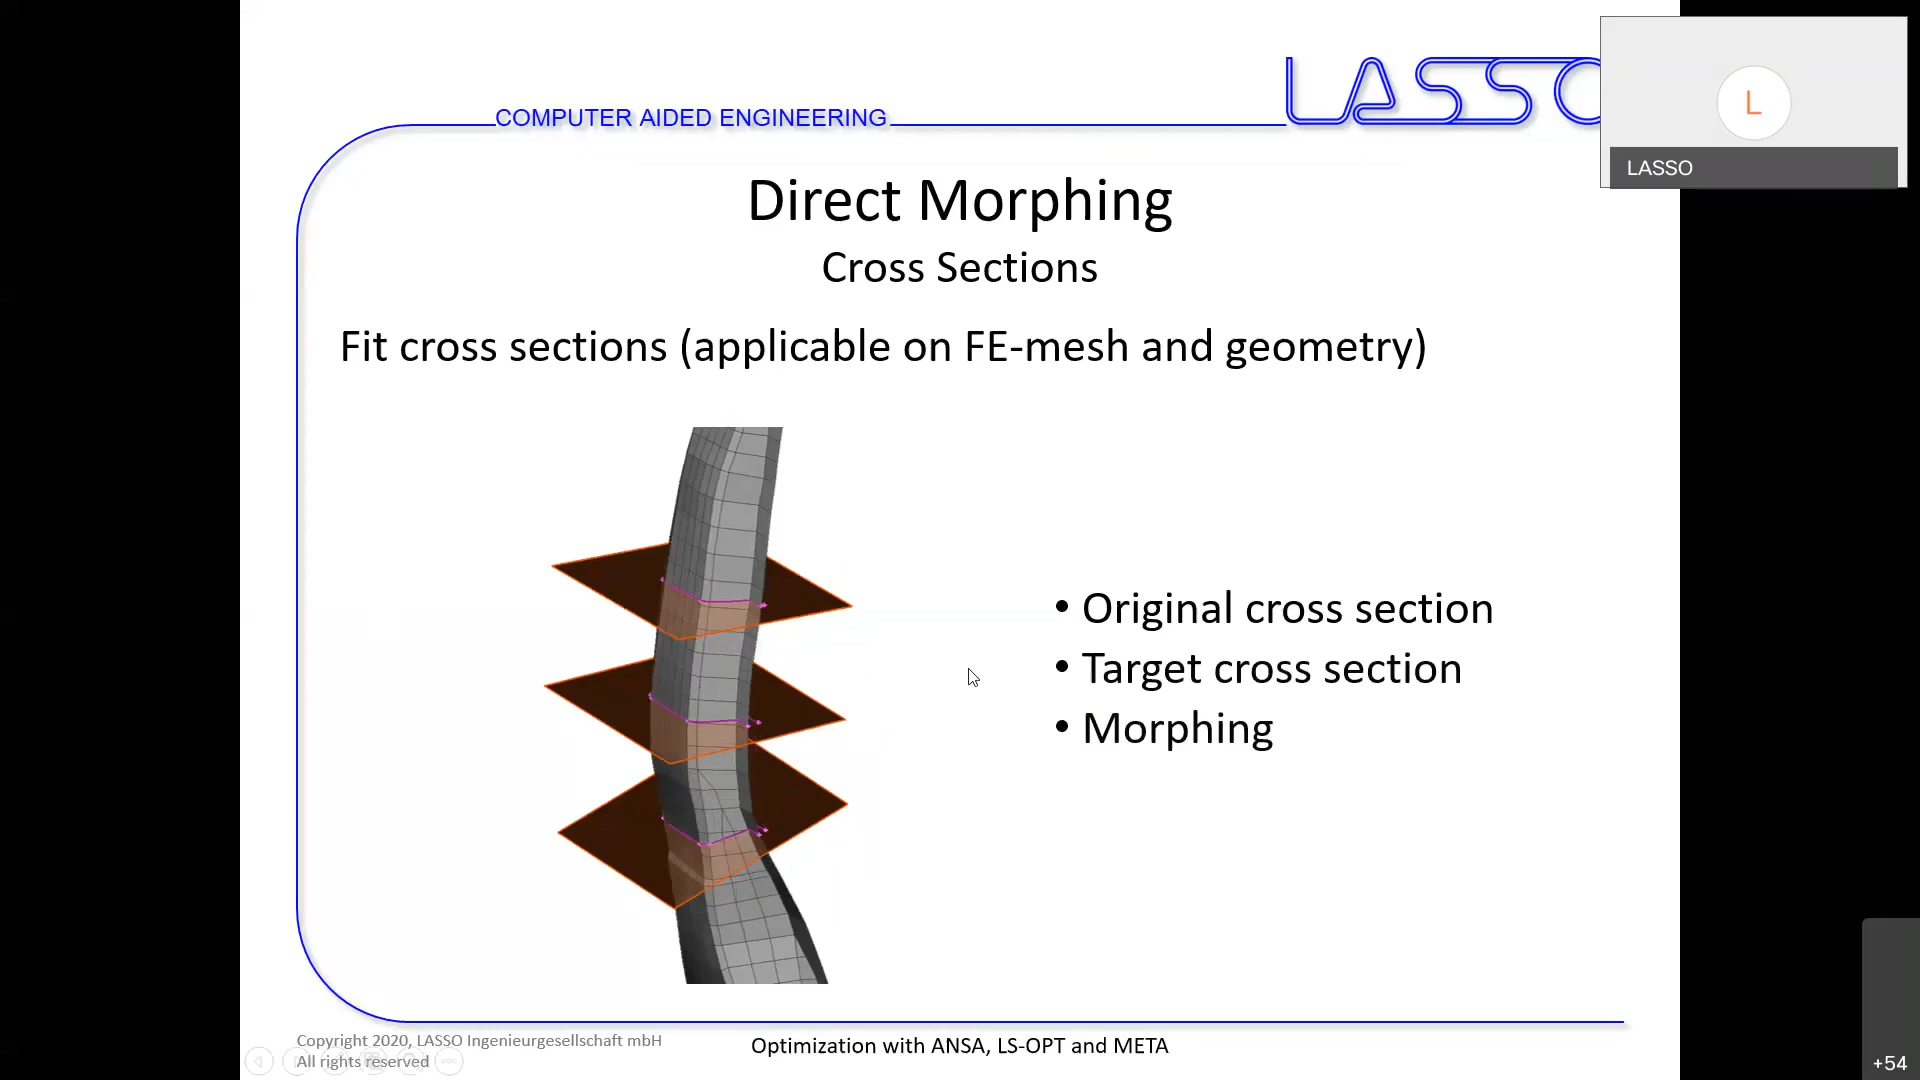 LASSO
L
LASSO
COMPUTER AIDED ENGINEERING
Direct Morphing
Cross Sections
Fit cross sections (applicable on FE-mesh and geometry)
• Original cross section
• Target cross section
• Morphing
Copyright 2020, LASSO Ingenieurgesellschaft mbH
All rights reserved
Optimization with ANSA, LS-OPT and META
+54